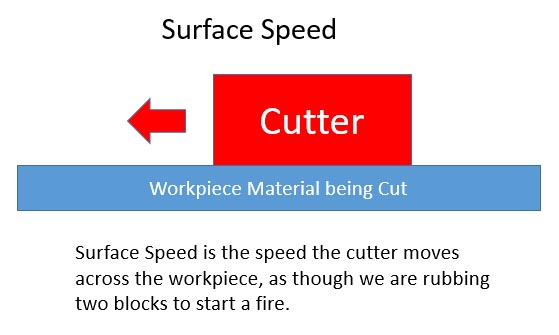 Surface Speed
Cutter
Workpiece Material being Cut
Surface Speed is the speed the cutter moves
across the workpiece, as though we are rubbing
two blocks to start a fire.